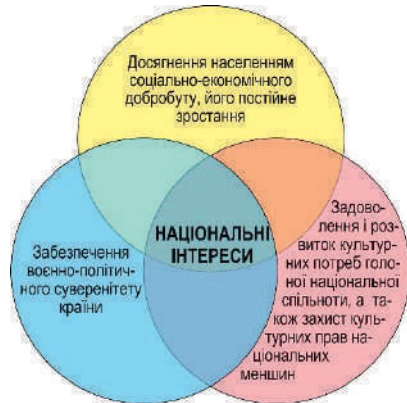 Досягнення населенням
соціально-економічного
добробуту, його постійне
зростання
НАЦІОНАЛЬНІ
ІНТЕРЕСИ
Забезпечення
воєнно-політич-
ного суверенітету
країни
Задово-
лення і роз-
виток культур-
них потреб голов-
ної національної
спільноти, а та-
кож захист куль-
турних прав на-
ціональних
меншин